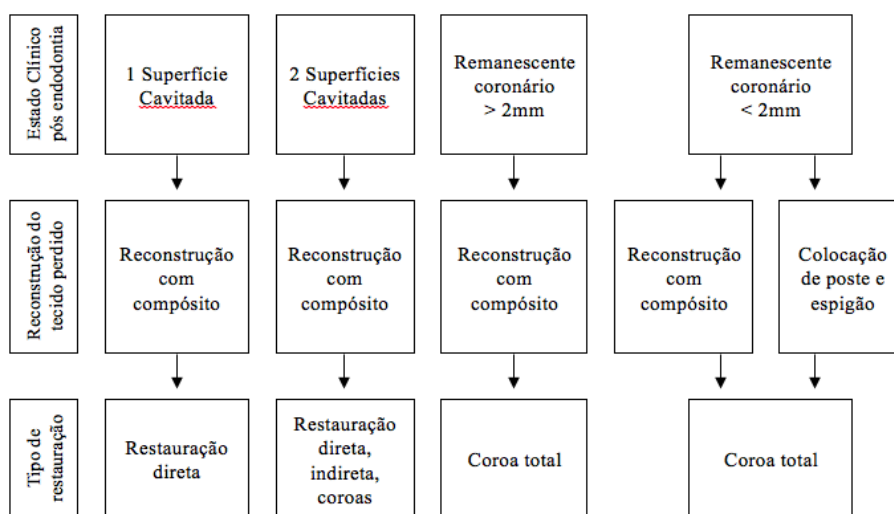 Estado Clínico
pós endodontia
1 Superfície
Cavitada
2 Superfícies
Cavitadas
Remanescente
coronário
> 2mm
Remanescente
coronário
< 2mm
Reconstrução do
tecido perdido
Reconstrução
com
compósito
Reconstrução
com
compósito
Reconstrução
com
compósito
Reconstrução
com
compósito
Colocação
de poste e
espigão
Tipo de
restauração
Restauração
direta
Restauração
direta,
indireta,
coroas
Coroa total
Coroa total